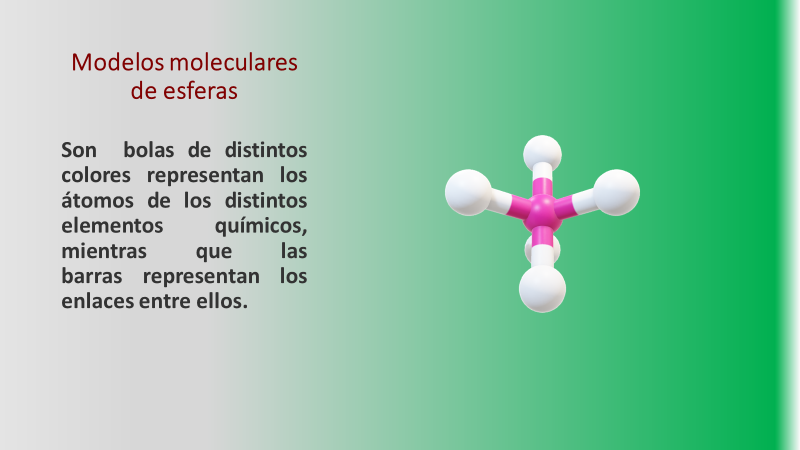 Modelos moleculares
de esferas
Son bolas de distintos
colores representan los
átomos de los distintos
elementos químicos,
mientras que las
barras representan los
enlaces entre ellos.